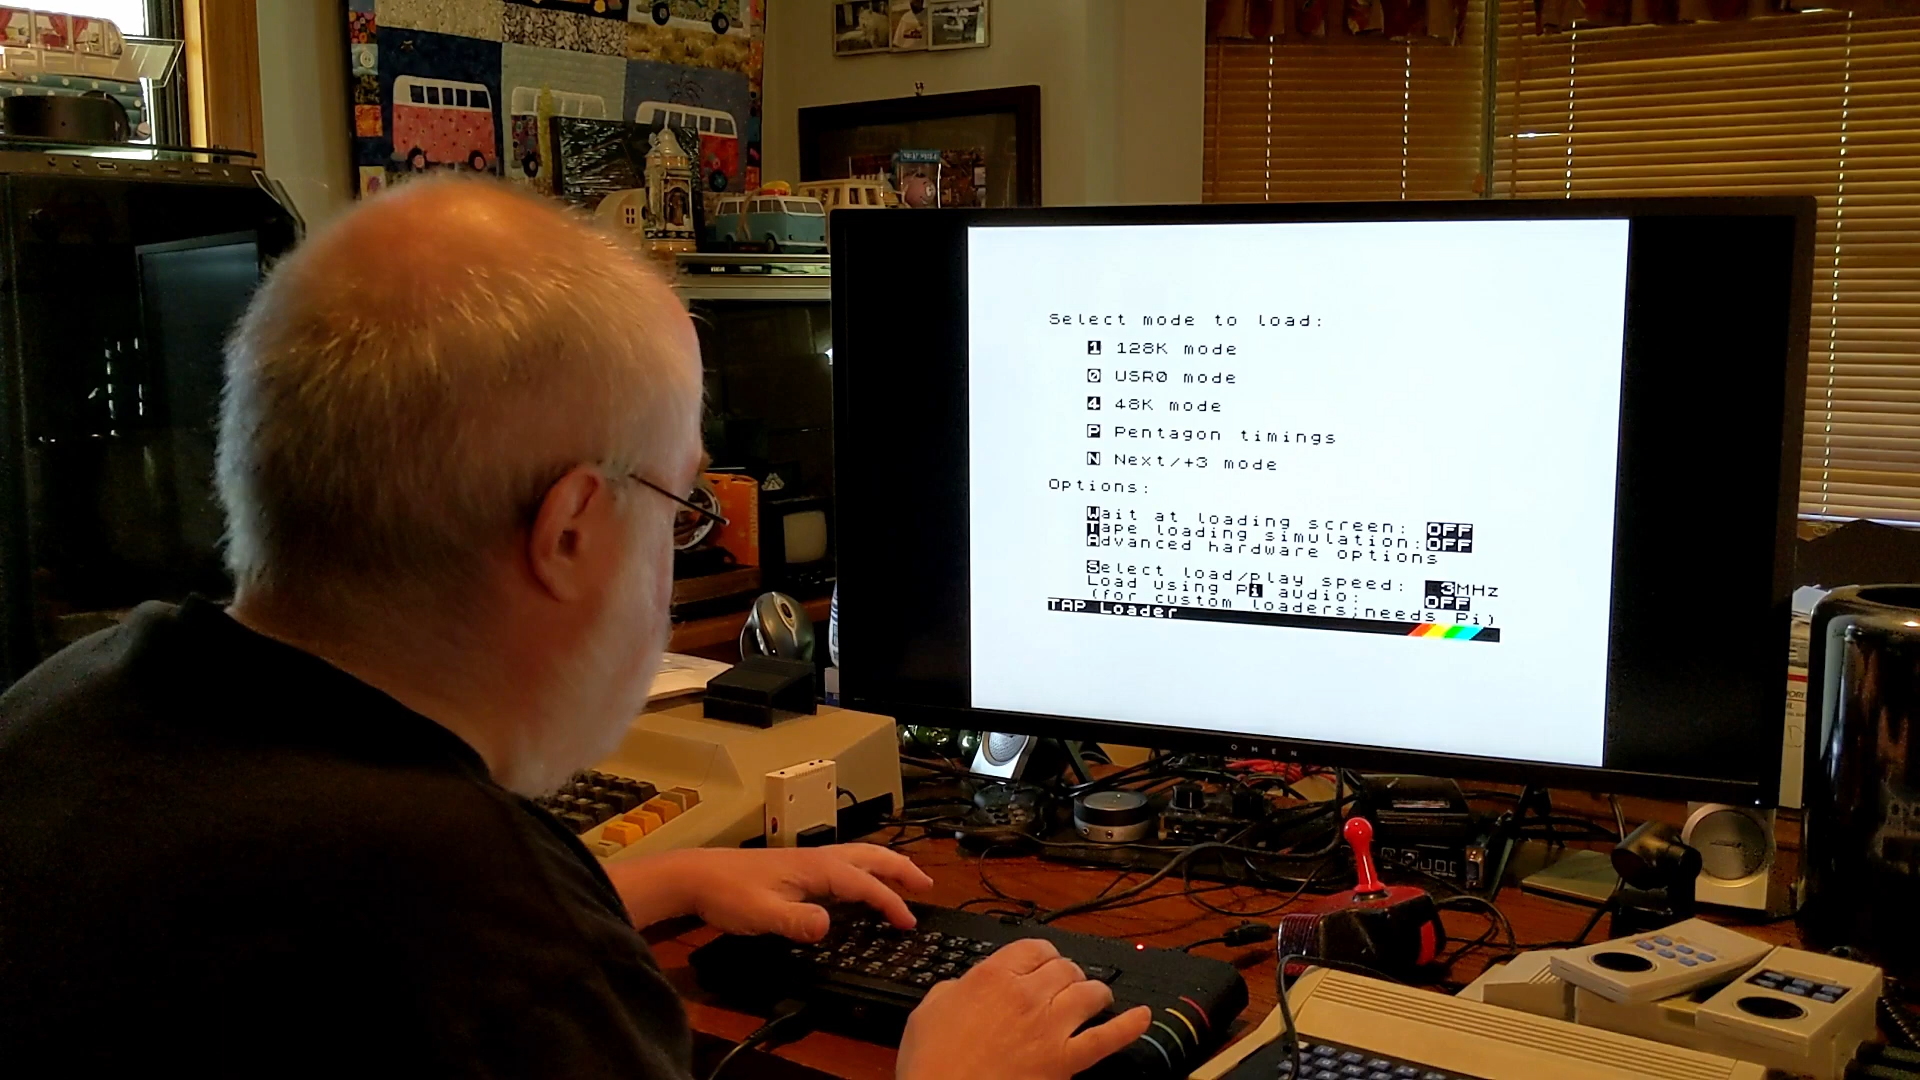 Select mode to load:
1 128K mode
0 USR0 mode
4 48K mode
P Pentagon timings
N Next/+3 mode
Options:
Wait at loading screen: OFF
Tape loading simulation: OFF
Advanced hardware options
Select load/play speed: 3MHz
Load using Pi audio: OFF
(for custom loaders;needs Pi)
TAP Loader
OMEN